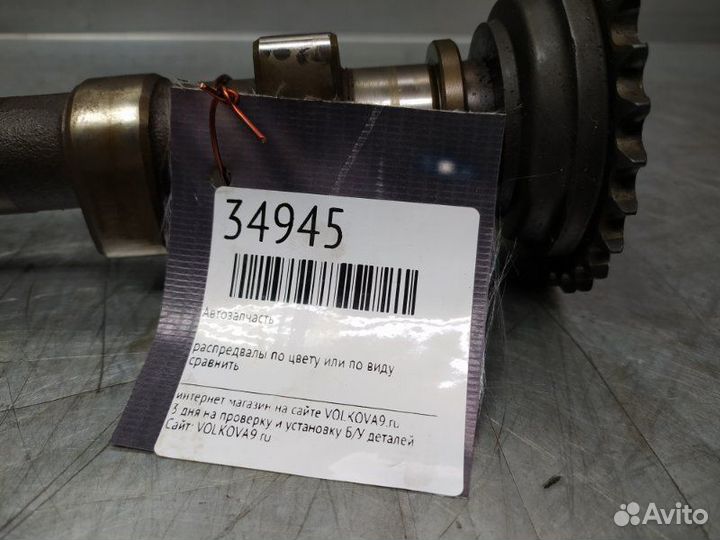 34945
Автозапчасть
распредвалы по цвету или по виду
сравнить
интернет магазин на сайте VOLKOVA9.ru
3 дня на проверку и установку Б/У деталей
Сайт: VOLKOVA9.ru
Avito